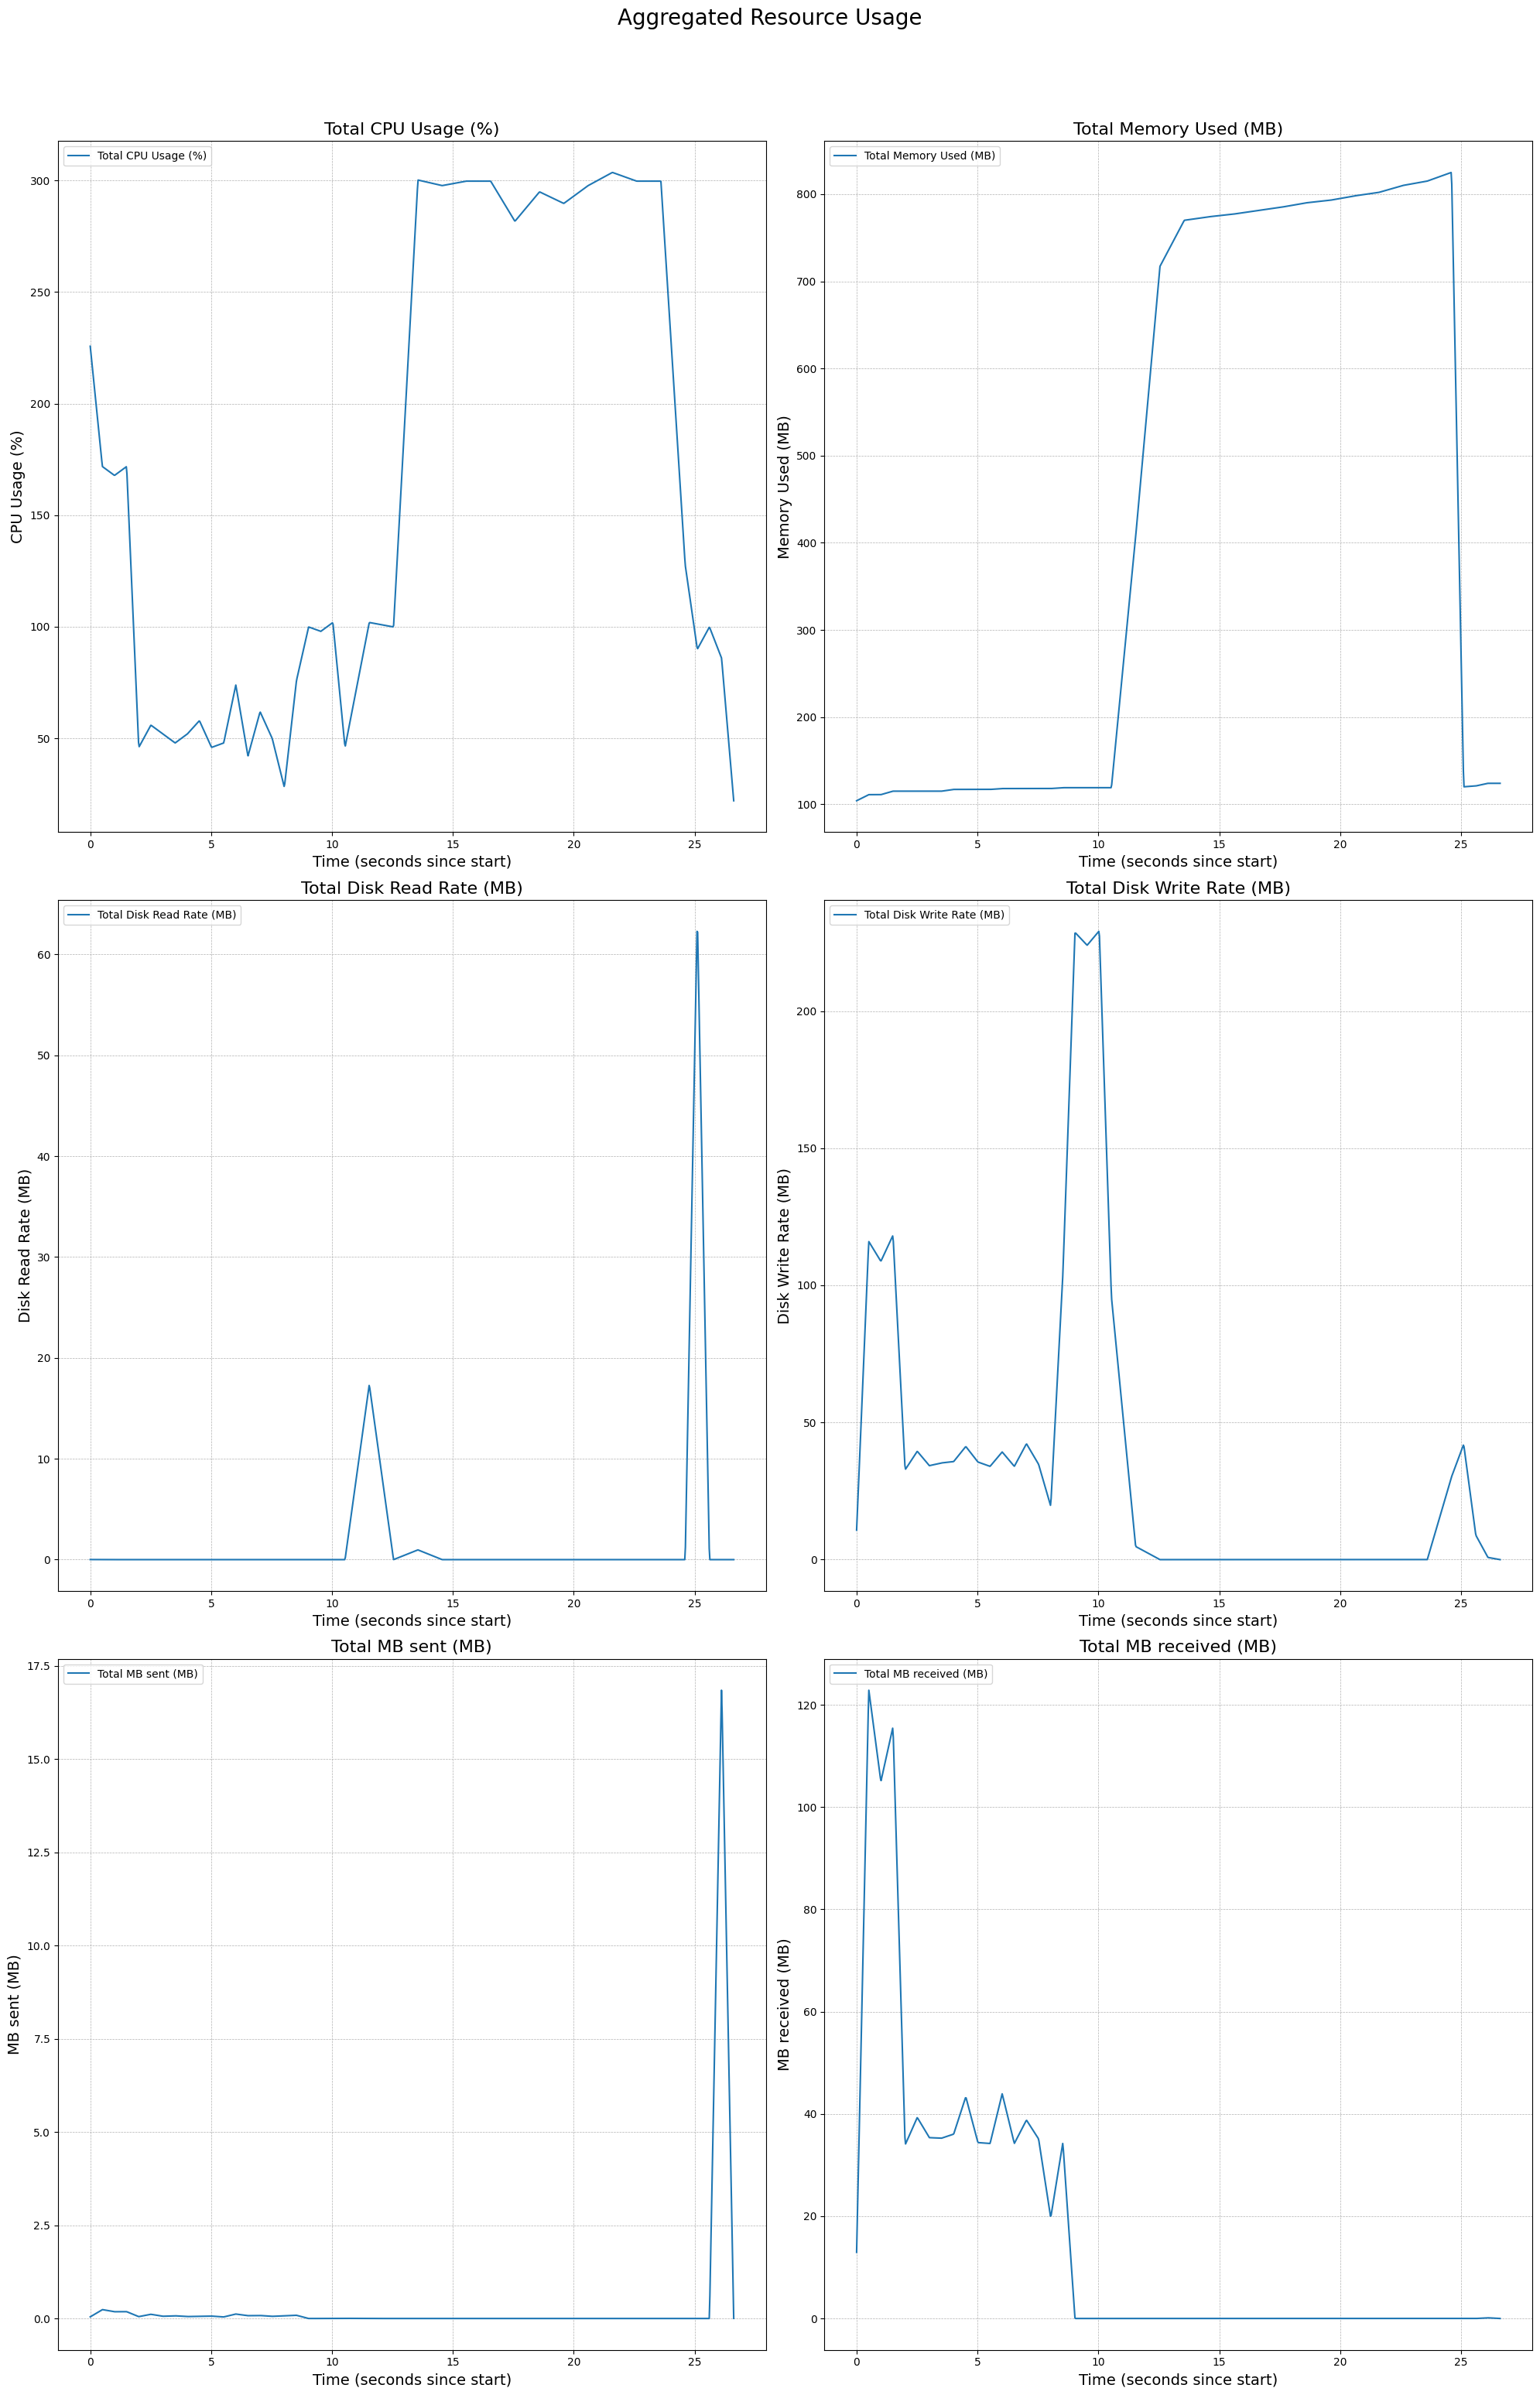 Aggregated Resource Usage
Total CPU Usage (%)
Total CPU Usage (%)
CPU Usage (%)
300
250
200
150
100
50
0 5 10 15 20 25
Time (seconds since start)
Total Memory Used (MB)
Total Memory Used (MB)
Memory Used (MB)
800
700
600
500
400
300
200
100
0 5 10 15 20 25
Time (seconds since start)
Total Disk Read Rate (MB)
Total Disk Read Rate (MB)
Disk Read Rate (MB)
60
50
40
30
20
10
0
0 5 10 15 20 25
Time (seconds since start)
Total Disk Write Rate (MB)
Total Disk Write Rate (MB)
Disk Write Rate (MB)
200
150
100
50
0
0 5 10 15 20 25
Time (seconds since start)
Total MB sent (MB)
Total MB sent (MB)
MB sent (MB)
17.5
15.0
12.5
10.0
7.5
5.0
2.5
0.0
0 5 10 15 20 25
Time (seconds since start)
Total MB received (MB)
Total MB received (MB)
MB received (MB)
120
100
80
60
40
20
0
0 5 10 15 20 25
Time (seconds since start)